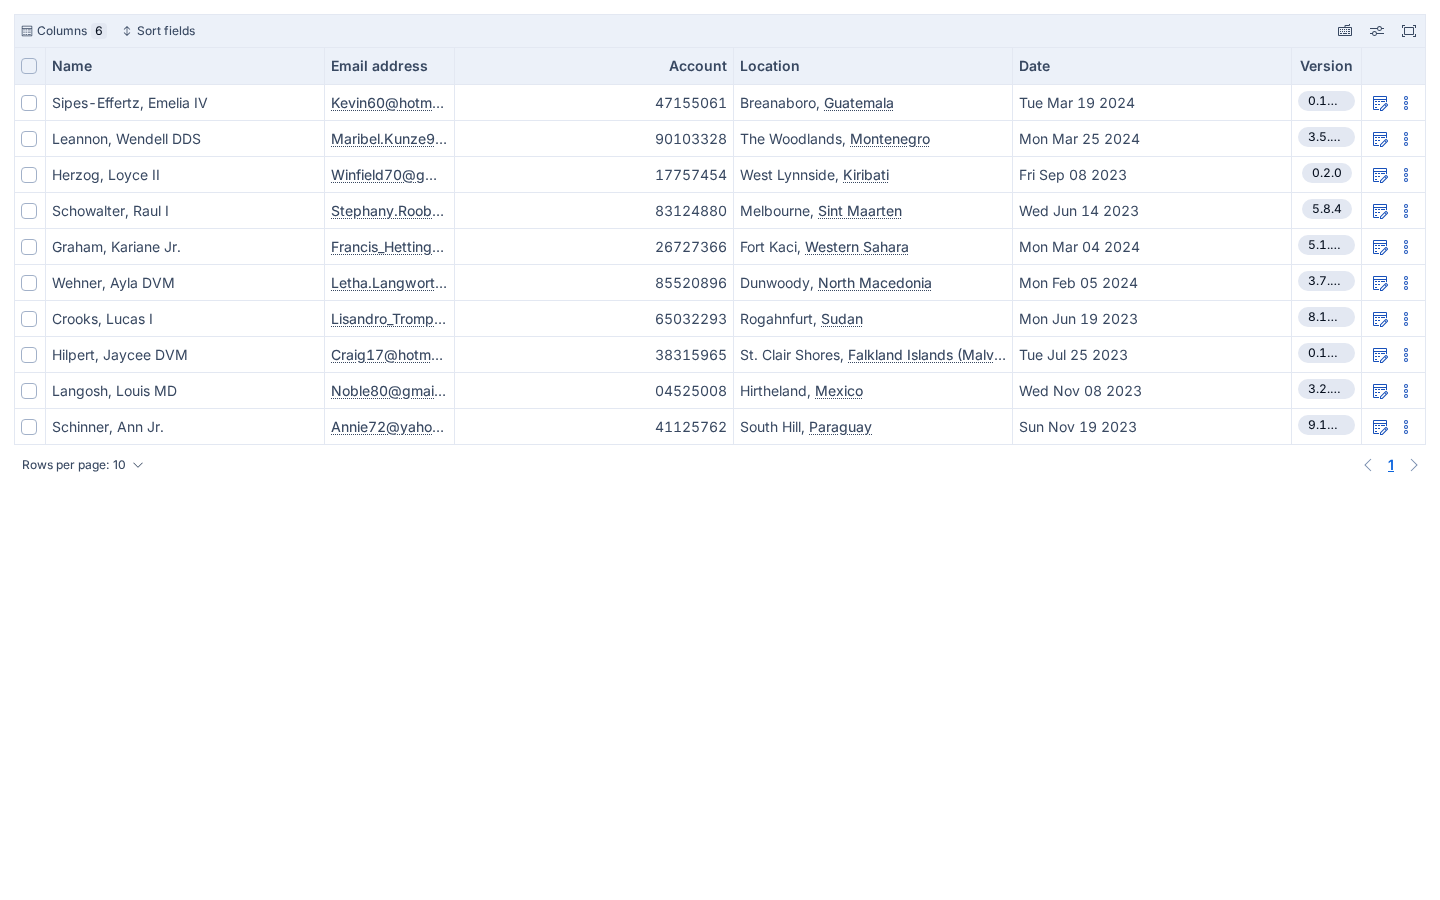 Columns 6 Sort fields
Name Email address Account Location Date Version
Sipes-Effertz, Emelia IV Kevin60@hotm... 47155061 Breanaboro, Guatemala Tue Mar 19 2024 0.1...
Leannon, Wendell DDS Maribel.Kunze9... 90103328 The Woodlands, Montenegro Mon Mar 25 2024 3.5....
Herzog, Loyce II Winfield70@g... 17757454 West Lynnside, Kiribati Fri Sep 08 2023 0.2.0
Schowalter, Raul I Stephany.Roob... 83124880 Melbourne, Sint Maarten Wed Jun 14 2023 5.8.4
Graham, Kariane Jr. Francis_Hetting... 26727366 Fort Kaci, Western Sahara Mon Mar 04 2024 5.1....
Wehner, Ayla DVM Letha.Langwort... 85520896 Dunwoody, North Macedonia Mon Feb 05 2024 3.7....
Crooks, Lucas I Lisandro_Tromp... 65032293 Rogahnfurt, Sudan Mon Jun 19 2023 8.1...
Hilpert, Jaycee DVM Craig17@hotm... 38315965 St. Clair Shores, Falkland Islands (Malv... Tue Jul 25 2023 0.1...
Langosh, Louis MD Noble80@gmai... 04525008 Hirtheland, Mexico Wed Nov 08 2023 3.2....
Schinner, Ann Jr. Annie72@yaho... 41125762 South Hill, Paraguay Sun Nov 19 2023 9.1...
Rows per page: 10 1